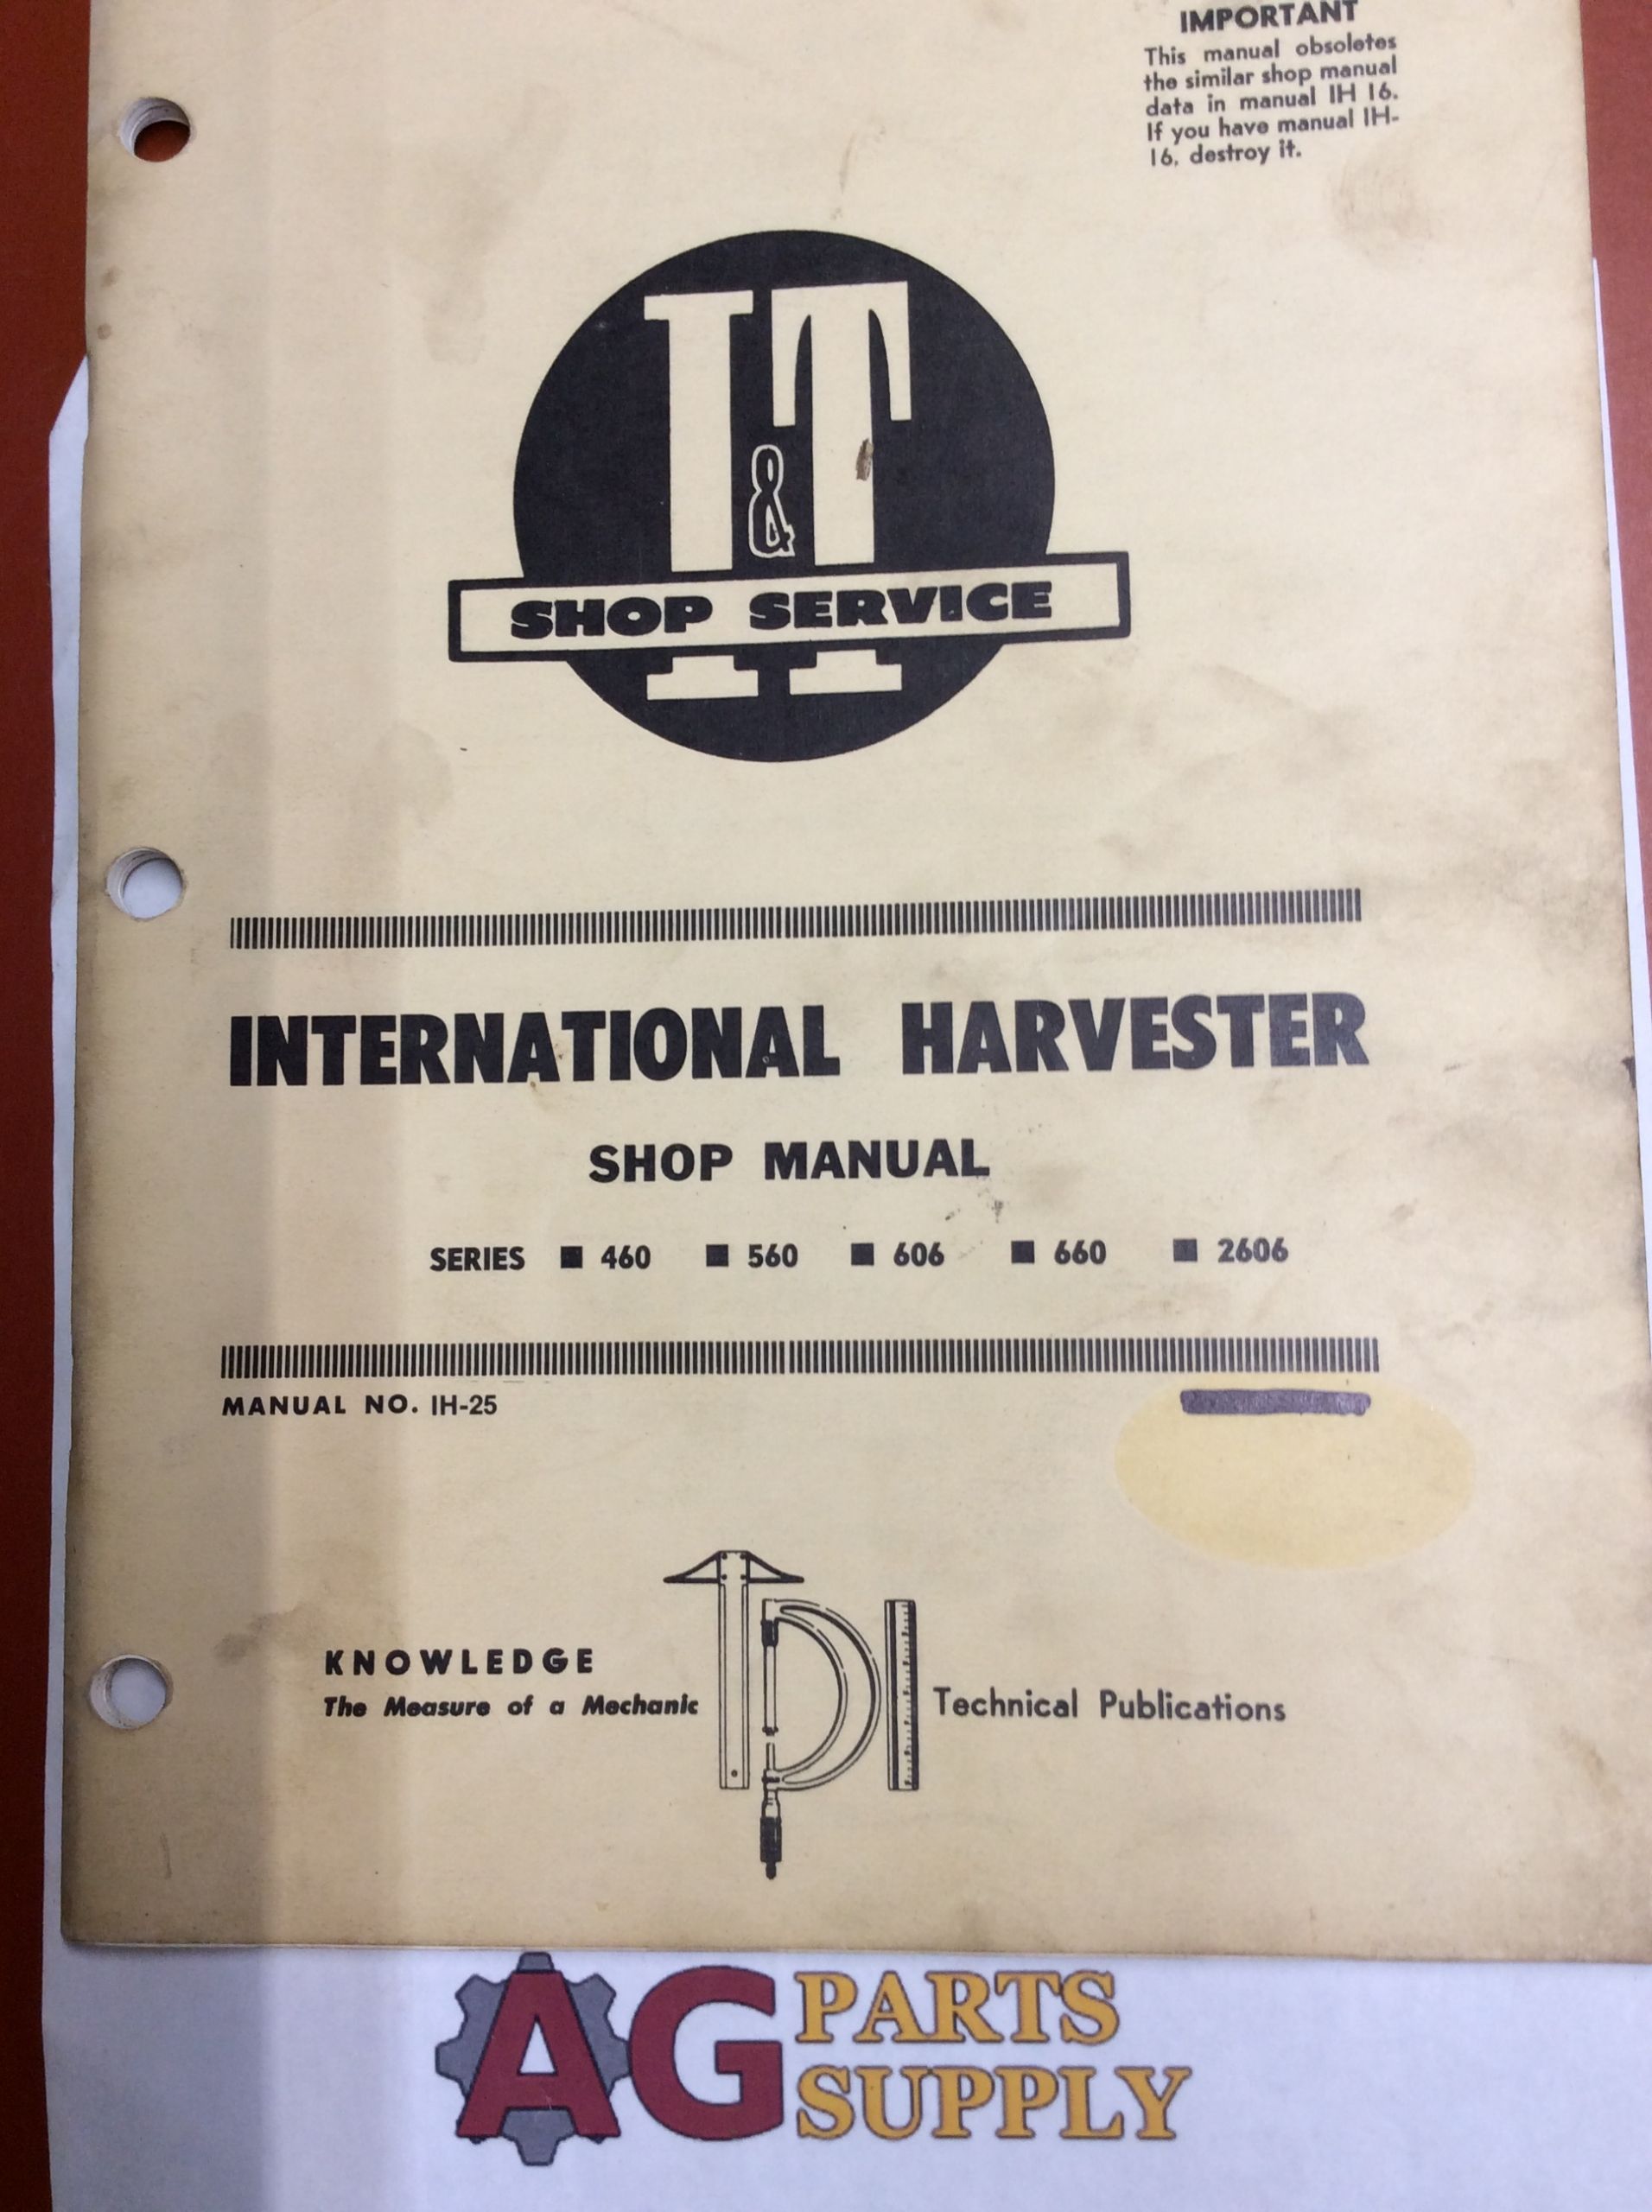 IMPORTANT
This manual obsoletes
the similar shop manual
data in manual IH 16.
If you have manual IH-
16, destroy it.
I&T
SHOP SERVICE
INTERNATIONAL HARVESTER
SHOP MANUAL
SERIES ■ 460 ■ 560 ■ 606 ■ 660 ■ 2606
MANUAL NO. IH-25
KNOWLEDGE
The Measure of a Mechanic
TPI
Technical Publications
AG PARTS
SUPPLY